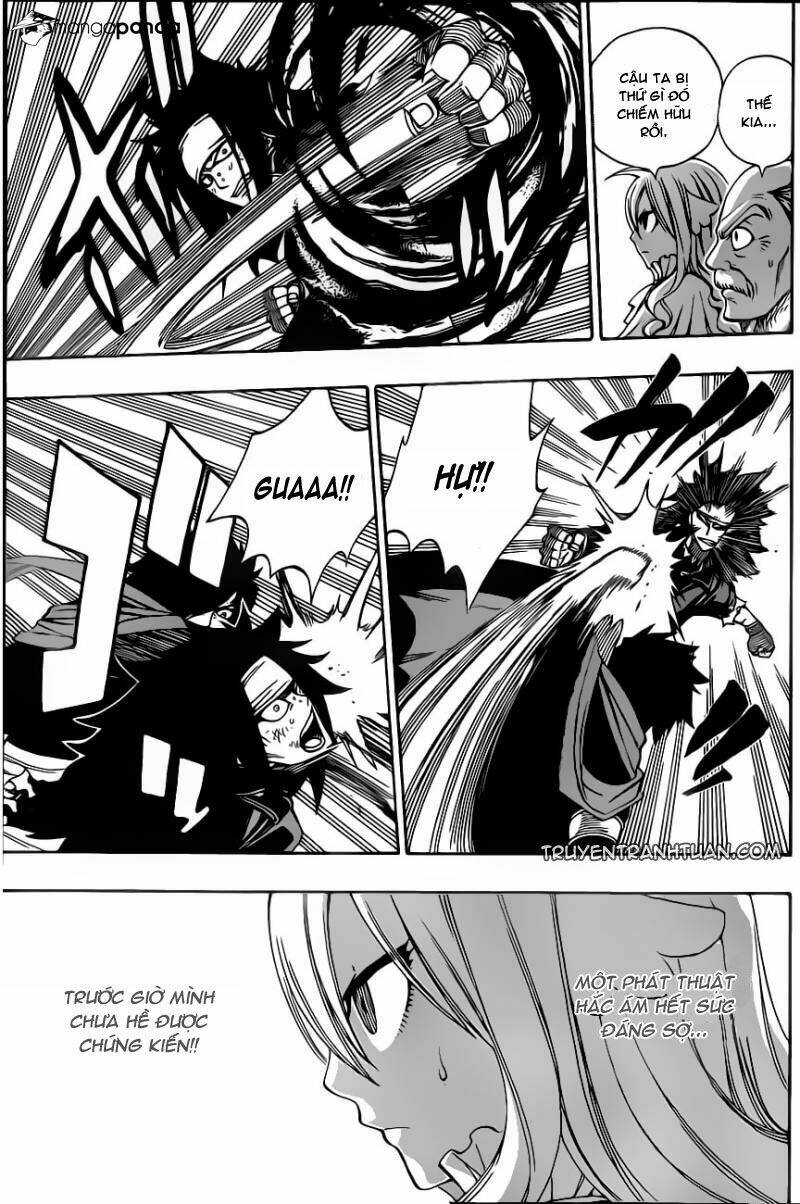 mangapanda
THẾ
KIA...
CẬU TA BỊ
THỨ GÌ ĐÓ
CHIẾM HỮU
RỒI.
HỰ!!
GUAAA!!
TRUYENTRANHTUAN.COM
MỘT PHÁT THUẬT
HẮC ÁM HẾT SỨC
ĐÁNG SỢ...
TRƯỚC GIỜ MÌNH
CHƯA HỀ ĐƯỢC
CHỨNG KIẾN!!